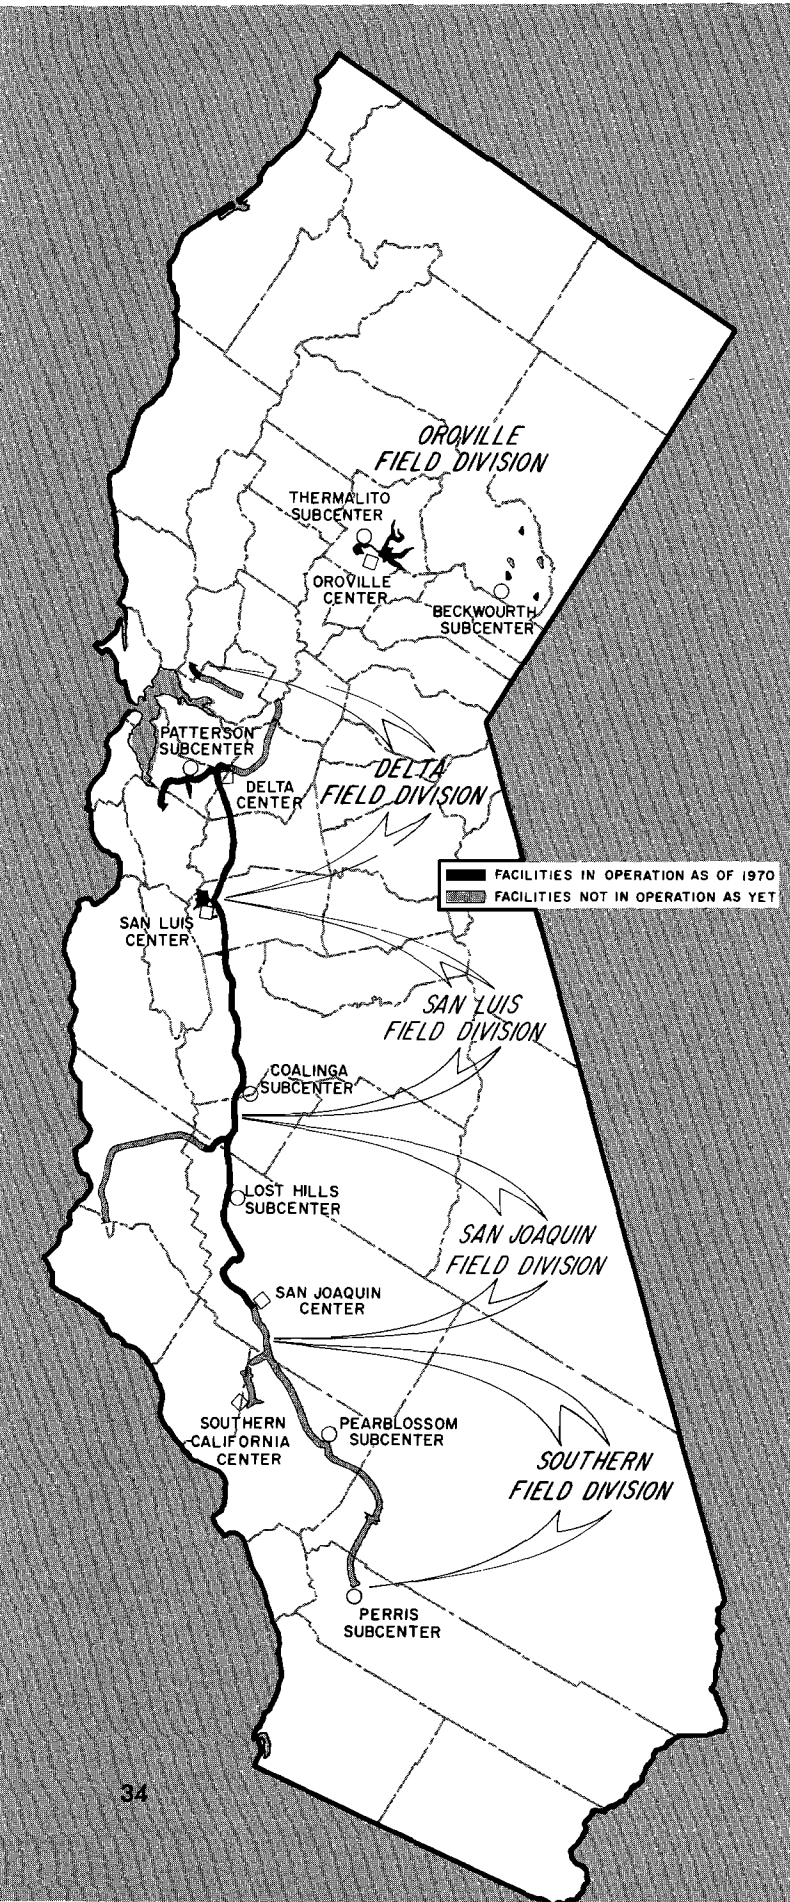 OROVILLE
FIELD DIVISION
THERMALITO
SUBCENTER
OROVILLE
CENTER
BECKWOURTH
SUBCENTER
PATTERSON
SUBCENTER
DELTA
CENTER
DELTA
FIELD DIVISION
FACILITIES IN OPERATION AS OF 1970
FACILITIES NOT IN OPERATION AS YET
SAN LUIS
CENTER
SAN LUIS
FIELD DIVISION
COALINGA
SUBCENTER
LOST HILLS
SUBCENTER
SAN JOAQUIN
FIELD DIVISION
SAN JOAQUIN
CENTER
SOUTHERN
CALIFORNIA
CENTER
PEARBLOSSOM
SUBCENTER
SOUTHERN
FIELD DIVISION
PERRIS
SUBCENTER
34